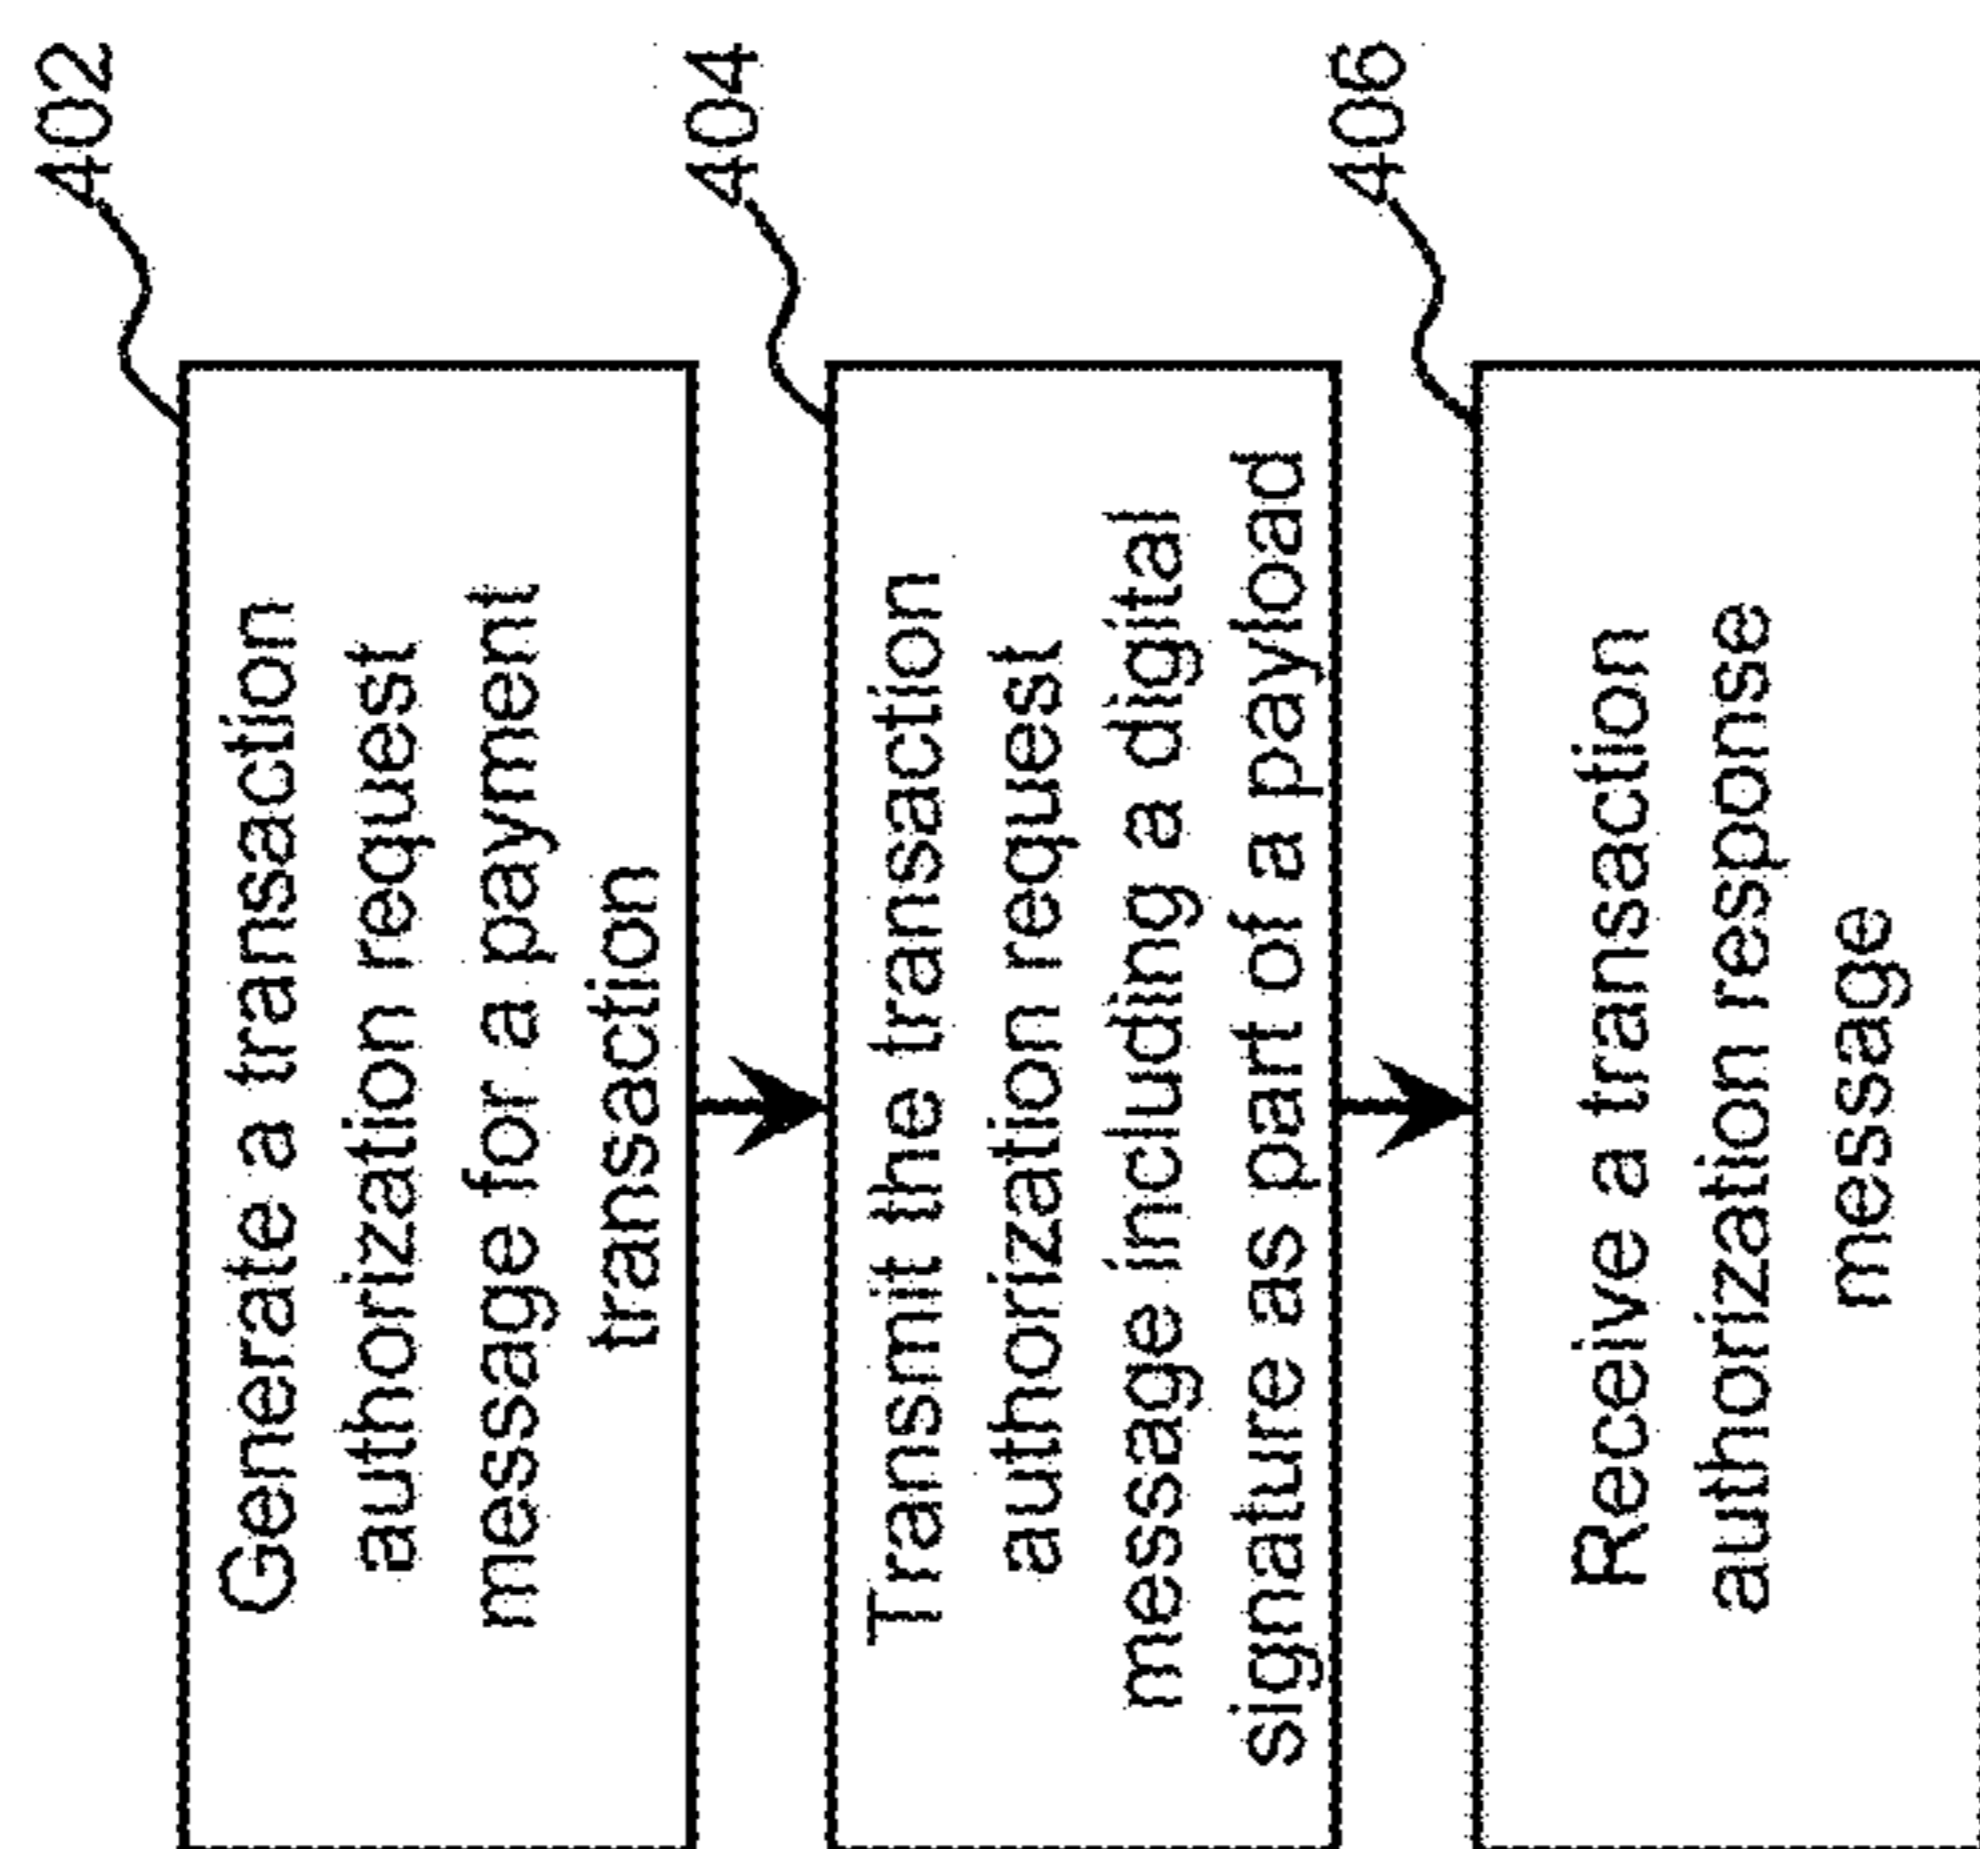 402
Generate a transaction
authorization request
message for a payment
transaction
404
Transmit the transaction
authorization request
message including a digital
signature as part of a payload
406
Receive a transaction
authorization response
message